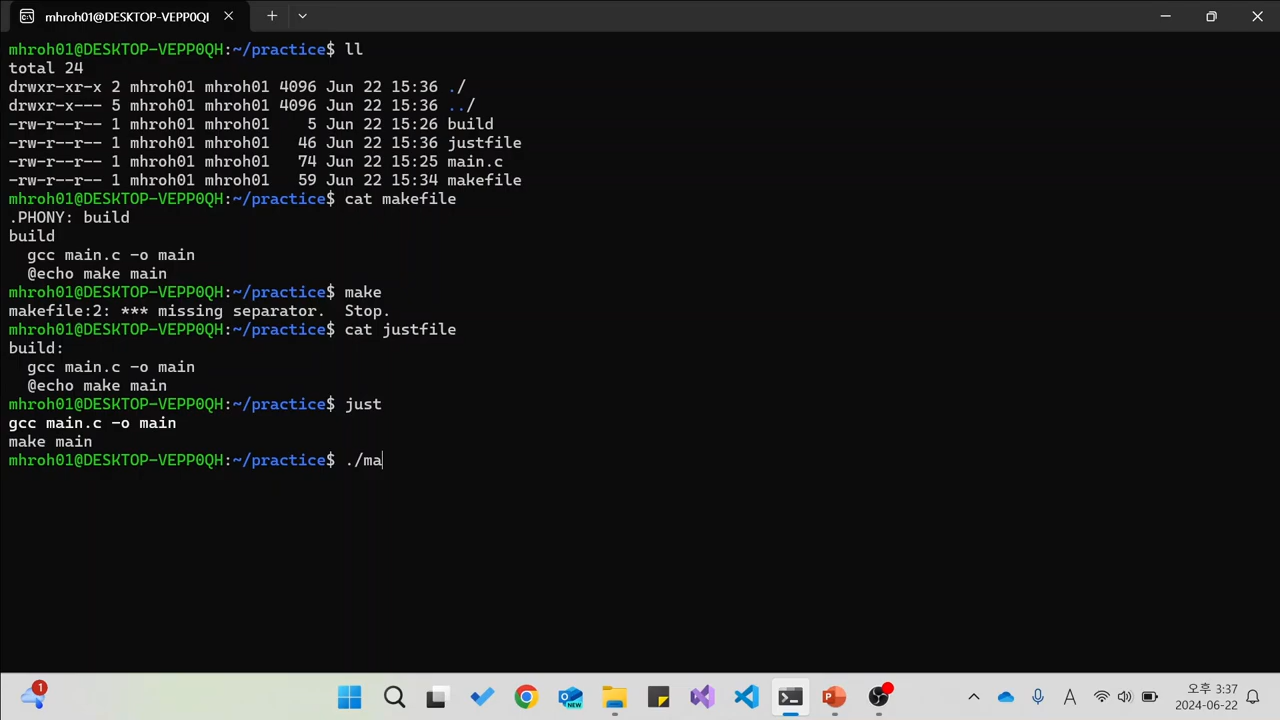 mhroh01@DESKTOP-VEPP0QI
mhroh01@DESKTOP-VEPP0QH:~/practice$ ll
total 24
drwxr-xr-x 2 mhroh01 mhroh01 4096 Jun 22 15:36 ./
drwxr-x--- 5 mhroh01 mhroh01 4096 Jun 22 15:36 ../
-rw-r--r-- 1 mhroh01 mhroh01    5 Jun 22 15:26 build
-rw-r--r-- 1 mhroh01 mhroh01   46 Jun 22 15:36 justfile
-rw-r--r-- 1 mhroh01 mhroh01   74 Jun 22 15:25 main.c
-rw-r--r-- 1 mhroh01 mhroh01   59 Jun 22 15:34 makefile
mhroh01@DESKTOP-VEPP0QH:~/practice$ cat makefile
.PHONY: build
build
  gcc main.c -o main
  @echo make main
mhroh01@DESKTOP-VEPP0QH:~/practice$ make
makefile:2: *** missing separator.  Stop.
mhroh01@DESKTOP-VEPP0QH:~/practice$ cat justfile
build:
  gcc main.c -o main
  @echo make main
mhroh01@DESKTOP-VEPP0QH:~/practice$ just
gcc main.c -o main
make main
mhroh01@DESKTOP-VEPP0QH:~/practice$ ./ma
1
NEW
A
오후 3:37
2024-06-22